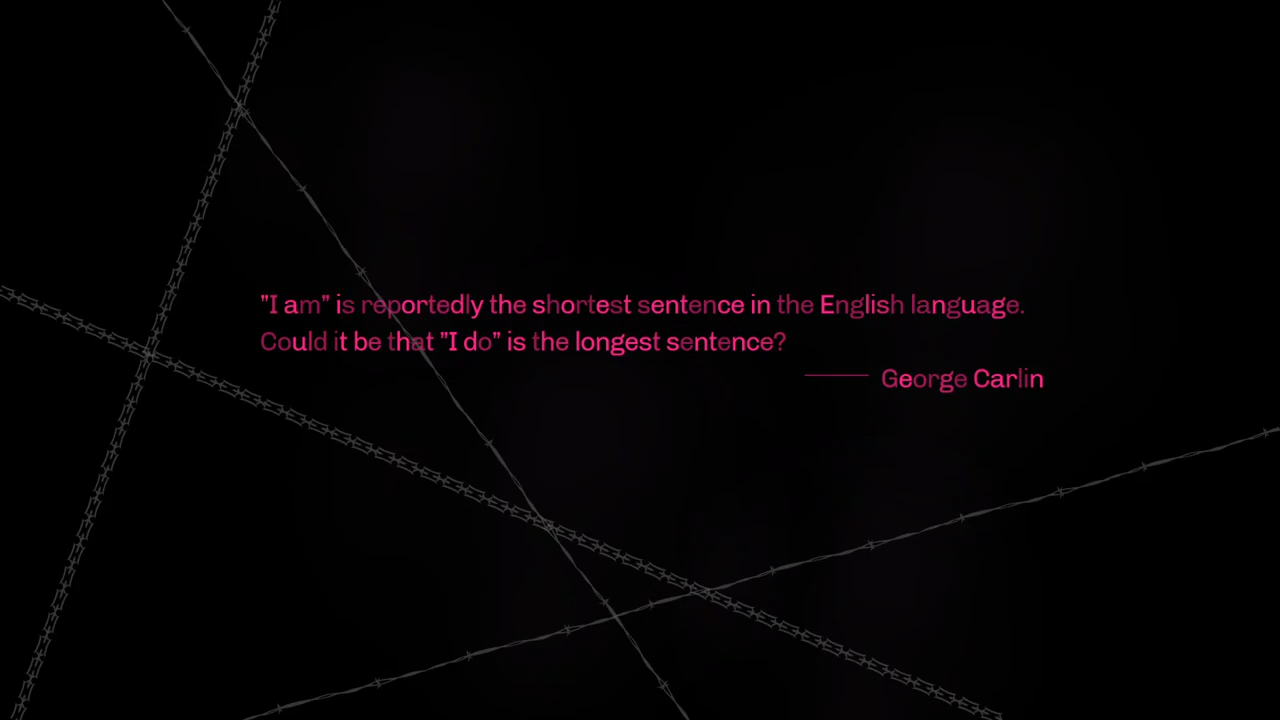 "I am" is reportedly the shortest sentence in the English language.
Could it be that "I do" is the longest sentence?
George Carlin